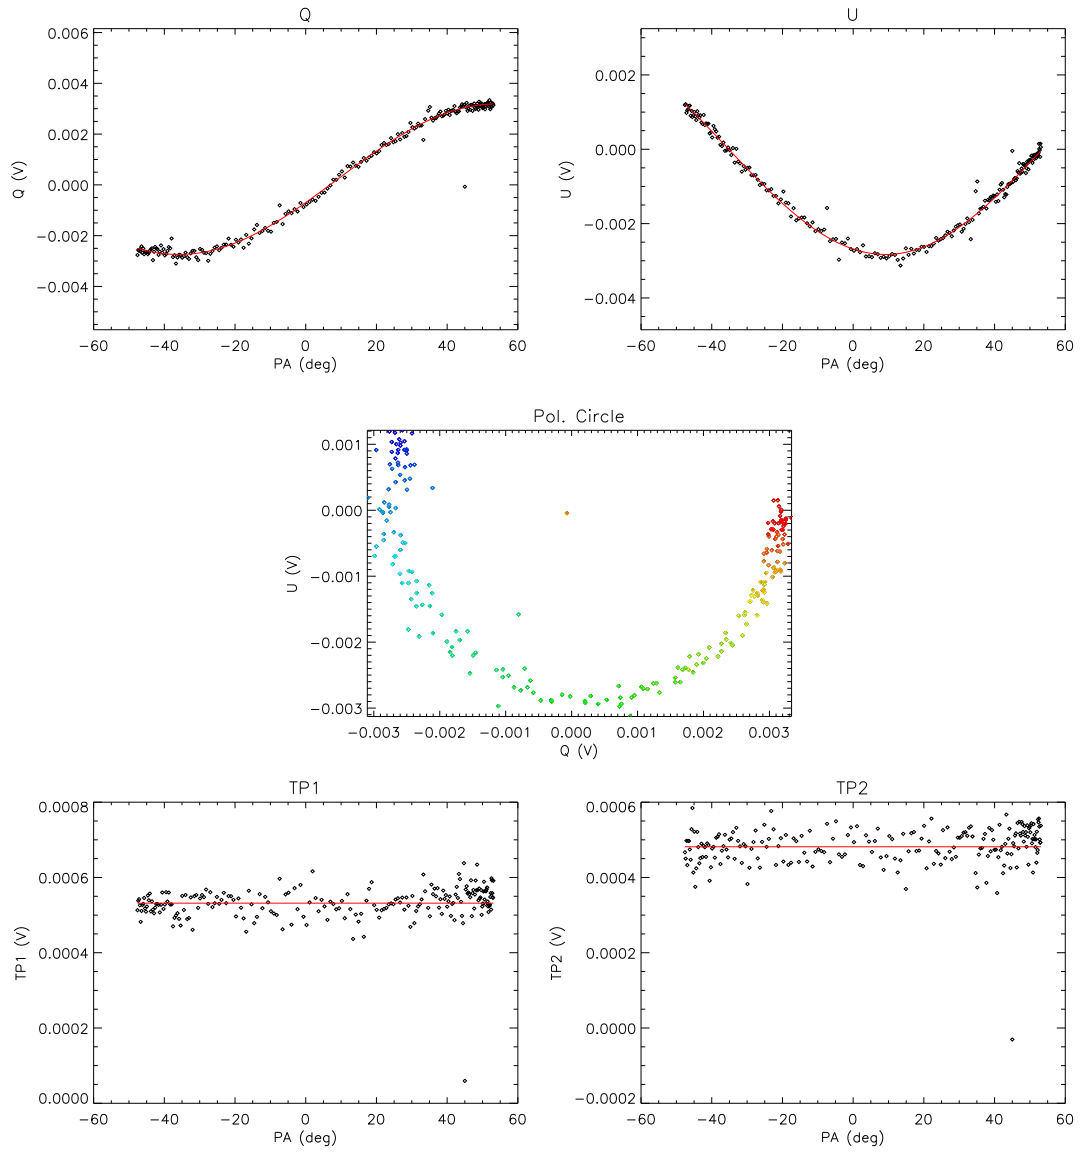 Q U
0.006
0.004
0.002
0.000
−0.002
−0.004
Q (V)
−60 −40 −20 0 20 40 60
PA (deg)
0.002
0.000
−0.002
−0.004
U (V)
−60 −40 −20 0 20 40 60
PA (deg)
Pol. Circle
0.001
0.000
−0.001
−0.002
−0.003
U (V)
−0.003 −0.002 −0.001 0.000 0.001 0.002 0.003
Q (V)
TP1 TP2
0.0008
0.0006
0.0004
0.0002
0.0000
TP1 (V)
−60 −40 −20 0 20 40 60
PA (deg)
0.0006
0.0004
0.0002
0.0000
−0.0002
TP2 (V)
−60 −40 −20 0 20 40 60
PA (deg)